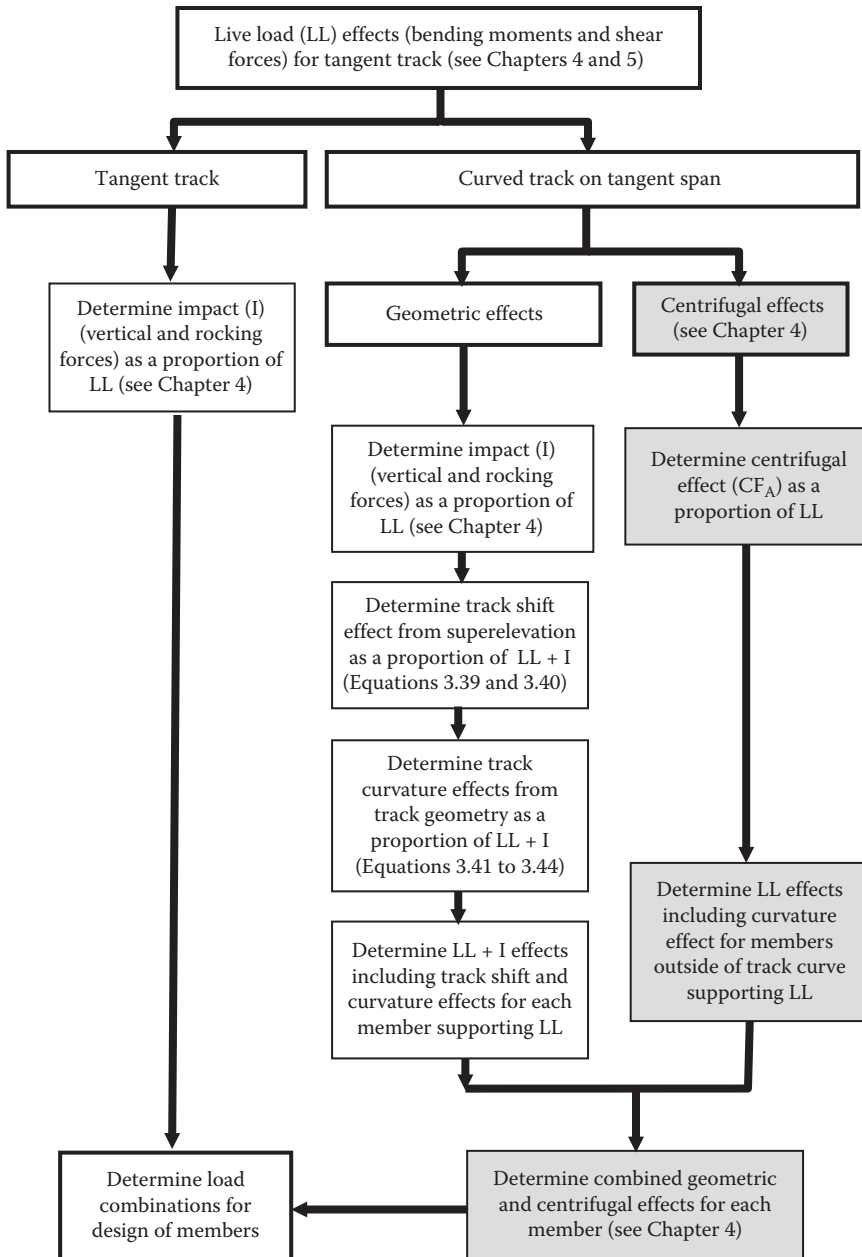 Live load (LL) effects (bending moments and shear
forces) for tangent track (see Chapters 4 and 5)
Tangent track
Curved track on tangent span
Determine impact (I)
(vertical and rocking
forces) as a proportion of
LL (see Chapter 4)
Geometric effects
Centrifugal effects
(see Chapter 4)
Determine impact (I)
(vertical and rocking
forces) as a proportion of
LL (see Chapter 4)
Determine centrifugal
effect (CF_A) as a
proportion of LL
Determine track shift
effect from superelevation
as a proportion of LL + I
(Equations 3.39 and 3.40)
Determine track
curvature effects from
track geometry as a
proportion of LL + I
(Equations 3.41 to 3.44)
Determine LL + I effects
including track shift and
curvature effects for each
member supporting LL
Determine LL effects
including curvature
effect for members
outside of track curve
supporting LL
Determine load
combinations for
design of members
Determine combined geometric
and centrifugal effects for each
member (see Chapter 4)